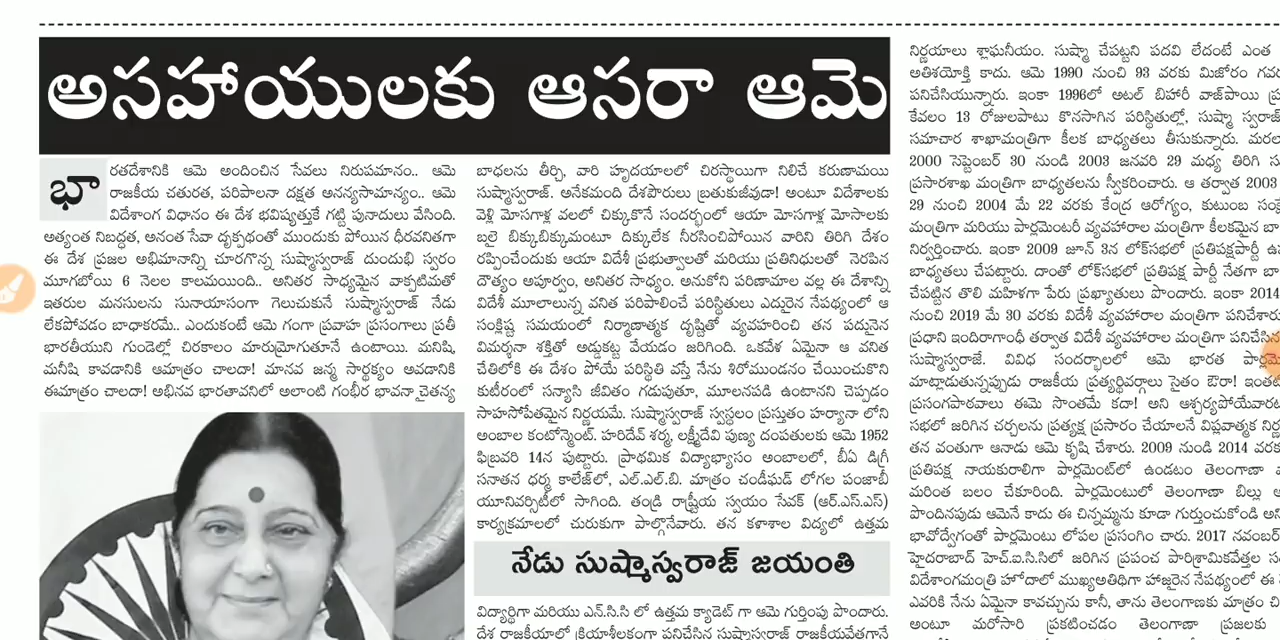 అసహాయులకు ఆసరా ఆమె
భారతదేశానికి ఆమె అందించిన సేవలు నిరుపమానం.. ఆమె
రాజకీయ చతురత, పరిపాలనా దక్షత అనన్యసామాన్యం.. ఆమె
విదేశాంగ విధానం ఈ దేశ భవిష్యత్తుకే గట్టి పునాదులు వేసింది.
అత్యంత నిబద్ధత, అనంత సేవా దృక్పథంతో ముందుకు పోయిన ధీరవనితగా
ఈ దేశ ప్రజల అభిమానాన్ని చూరగొన్న సుష్మాస్వరాజ్ దుందుభి స్వరం
మూగబోయి 6 నెలల కాలమయింది.. అనితర సాధ్యమైన వాక్పటిమతో
ఇతరుల మనసులను సునాయాసంగా గెలుచుకునే సుష్మాస్వరాజ్ నేడు
లేకపోవడం బాధాకరమే.. ఎందుకంటే ఆమె గంగా ప్రవాహ ప్రసంగాలు ప్రతీ
భారతీయుని గుండెల్లో చిరకాలం మారుమ్రోగుతూనే ఉంటాయి. మనిషి,
మనీషి కావడానికి ఆమాత్రం చాలదా! మానవ జన్మ సార్థక్యం అవడానికి
ఈమాత్రం చాలదా! అభినవ భారతావనిలో అలాంటి గంభీర భావనాచైతన్య
బాధలను తీర్చి, వారి హృదయాలలో చిరస్థాయిగా నిలిచే కరుణామయి
సుష్మాస్వరాజ్. అనేకమంది దేశపౌరులు బ్రతుకుజీవుడా! అంటూ విదేశాలకు
వెళ్లి మోసగాళ్ల వలలో చిక్కుకొనే సందర్భంలో ఆయా మోసగాళ్ల మోసాలకు
బలై బిక్కుబిక్కుమంటూ దిక్కులేక నీరసించిపోయిన వారిని తిరిగి దేశం
రప్పించేందుకు ఆయా విదేశీ ప్రభుత్వాలతో మరియు ప్రతినిధులతో నెరపిన
దౌత్యం అపూర్వం, అనితర సాధ్యం. అనుకోని పరిణామాల వల్ల ఈ దేశాన్ని
విదేశీ మూలాలున్న వనిత పరిపాలించే పరిస్థితులు ఎదురైన నేపథ్యంలో ఆ
సంక్లిష్ట సమయంలో నిర్మాణాత్మక దృష్టితో వ్యవహరించి తన పదునైన
విమర్శనా శక్తితో అడ్డుకట్ట వేయడం జరిగింది. ఒకవేళ ఏమైనా ఆ వనిత
చేతిలోకి ఈ దేశం పోయే పరిస్థితి వస్తే నేను శిరోముండనం చేయించుకొని
కుటీరంలో సన్యాసి జీవితం గడుపుతూ, మూలనపడి ఉంటానని చెప్పడం
సాహసోపేతమైన నిర్ణయమే. సుష్మాస్వరాజ్ స్వస్థలం ప్రస్తుతం హర్యానా లోని
అంబాల కంటోన్మెంట్. హరిదేవ్ శర్మ, లక్ష్మీదేవి పుణ్య దంపతులకు ఆమె 1952
ఫిబ్రవరి 14న పుట్టారు. ప్రాథమిక విద్యాభ్యాసం అంబాలలో, బీఏ డిగ్రీ
సనాతన ధర్మ కాలేజ్‌లో, ఎల్.ఎల్.బి. మాత్రం చండీఘడ్ లోగల పంజాబీ
యూనివర్సిటీలో సాగింది. తండ్రి రాష్ట్రీయ స్వయం సేవక్ (ఆర్.ఎస్.ఎస్)
కార్యక్రమాలలో చురుకుగా పాల్గొనేవారు. తన కళాశాల విద్యలో ఉత్తమ
నేడు సుష్మాస్వరాజ్ జయంతి
విద్యార్థిగా మరియు ఎన్.సి.సి లో ఉత్తమ క్యాడెట్ గా ఆమె గుర్తింపు పొందారు.
దేశ రాజకీయాల్లో క్రియాశీలకంగా పనిచేసిన సుష్మాస్వరాజ్ రాజకీయవేత్తగానే
నిర్ణయాలు శ్లాఘనీయం. సుష్మా చేపట్టని పదవి లేదంటే ఎంత
అతిశయోక్తి కాదు. ఆమె 1990 నుంచి 93 వరకు మిజోరం
పనిచేసియున్నారు. ఇంకా 1996లో అటల్ బిహారీ వాజ్‌పాయి
కేవలం 13 రోజులపాటు కొనసాగిన పరిస్థితుల్లో, సుష్మా స్వరాజ్
సమాచార శాఖామంత్రిగా కీలక బాధ్యతలు తీసుకున్నారు.
2000 సెప్టెంబర్ 30 నుండి 2003 జనవరి 29 మధ్య తిరిగి
ప్రసారశాఖ మంత్రిగా బాధ్యతలను స్వీకరించారు. ఆ తర్వాత 2003
29 నుంచి 2004 మే 22 వరకు కేంద్ర ఆరోగ్యం, కుటుంబ
మంత్రిగా మరియు పార్లమెంటరీ వ్యవహారాల మంత్రిగా కీలకమైన
నిర్వర్తించారు. ఇంకా 2009 జూన్ 3న లోక్‌సభలో ప్రతిపక్షపార్టీ
బాధ్యతలు చేపట్టారు. దాంతో లోక్‌సభలో ప్రతిపక్ష పార్టీ నేతగా
చేపట్టిన తొలి మహిళగా పేరు ప్రఖ్యాతులు పొందారు. ఇంకా 2014
నుంచి 2019 మే 30 వరకు విదేశీ వ్యవహారాల మంత్రిగా పనిచేశారు
ప్రధాని ఇందిరాగాంధీ తర్వాత విదేశీ వ్యవహారాల మంత్రిగా
సుష్మాస్వరాజే. వివిధ సందర్భాలలో ఆమె భారత
మాట్లాడుతున్నప్పుడు రాజకీయ ప్రత్యర్థివర్గాలు సైతం ఔరా!
ప్రసంగపాఠవాలు ఈమె సొంతమే కదా! అని ఆశ్చర్యపోయేవారట
సభలో జరిగిన చర్చలను ప్రత్యక్ష ప్రసారం చేయాలనే విప్లవాత్మక
తన వంతుగా ఆనాడు ఆమె కృషి చేశారు. 2009 నుండి 2014
ప్రతిపక్ష నాయకురాలిగా పార్లమెంట్‌లో ఉండటం తెలంగాణా
మరింత బలం చేకూరింది. పార్లమెంటులో తెలంగాణా బిల్లు
పొందినపుడు ఆమెనే కాదు ఈ చిన్నమ్మను కూడా గుర్తుంచుకోండి
భావోద్వేగంతో పార్లమెంటు లోపల ప్రసంగిం చారు. 2017 నవంబర్
హైదరాబాద్ హెచ్.ఐ.సి.సిలో జరిగిన ప్రపంచ పారిశ్రామికవేత్తల
విదేశాంగమంత్రి హోదాలో ముఖ్యఅతిథిగా హాజరైన నేపథ్యంలో ఈ
ఎవరికి నేను ఏమైనా కావచ్చును కానీ, తాను తెలంగాణకు మాత్రం
అంటూ మరోసారి ప్రకటించడం తెలంగాణా ప్రజలకు